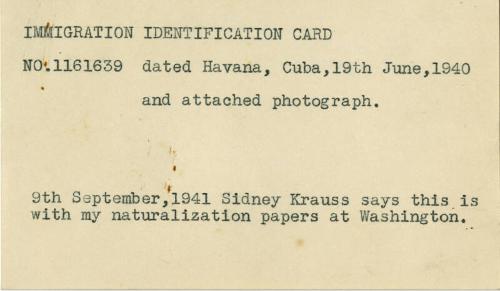 IMMIGRATION IDENTIFICATION CARD
NO.1161639 dated Havana, Cuba,19th June,1940
and attached photograph.
9th September,1941 Sidney Krauss says this is
with my naturalization papers at Washington.